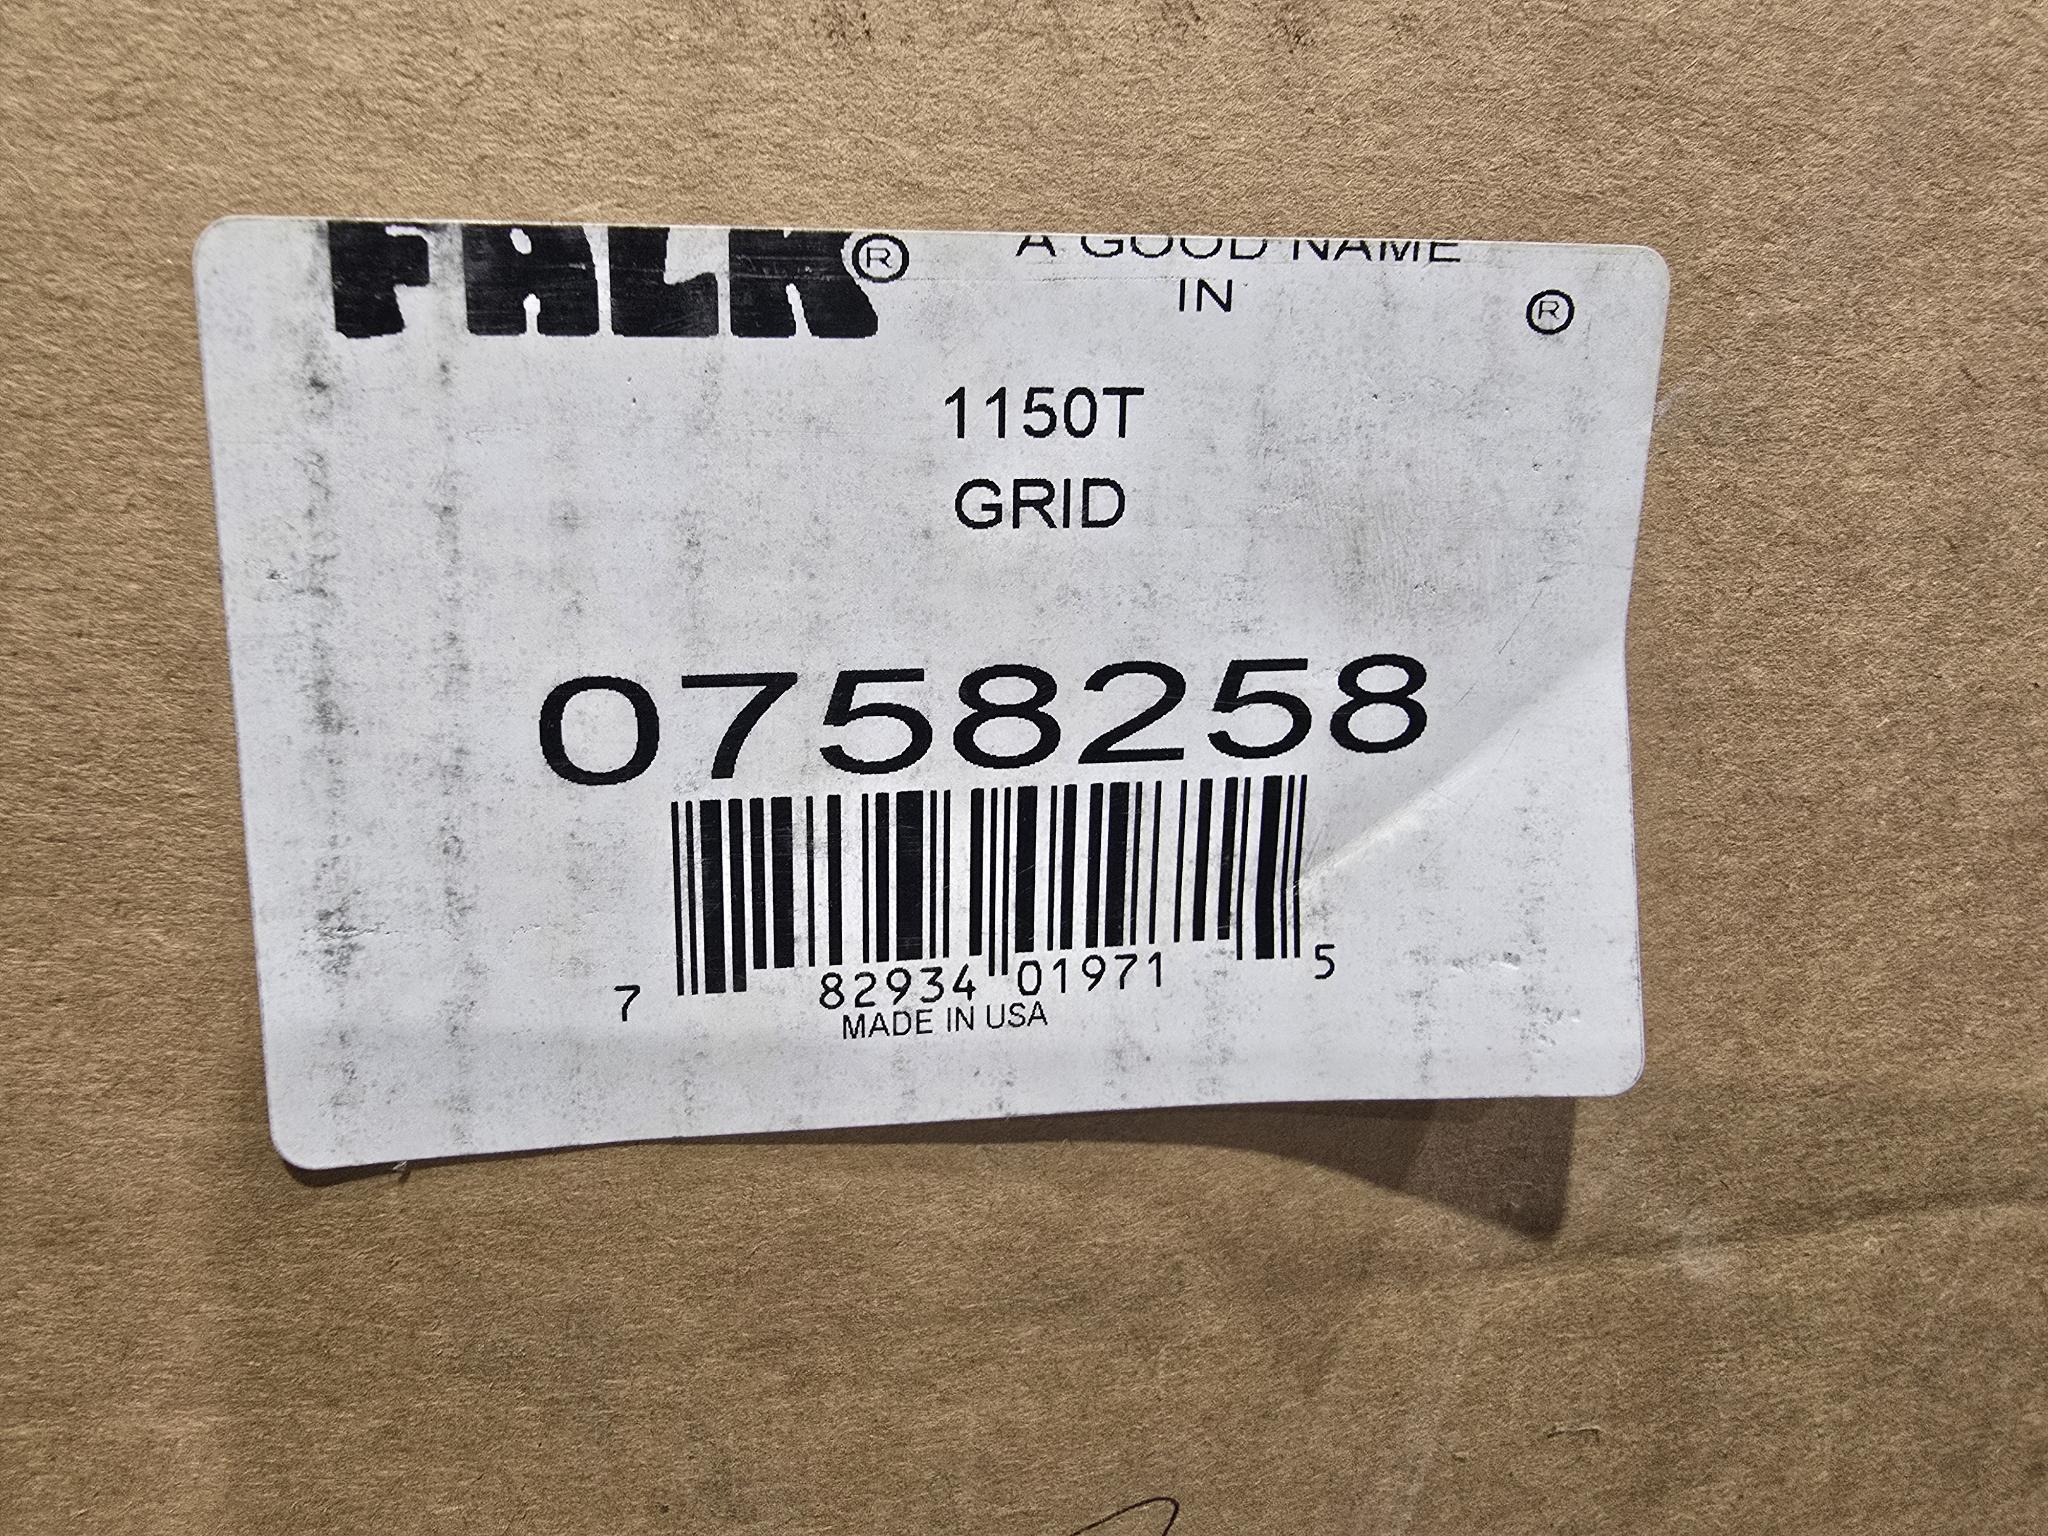 FALK® A GOOD NAME
IN ®
1150T
GRID
0758258
7 82934 01971 5
MADE IN USA